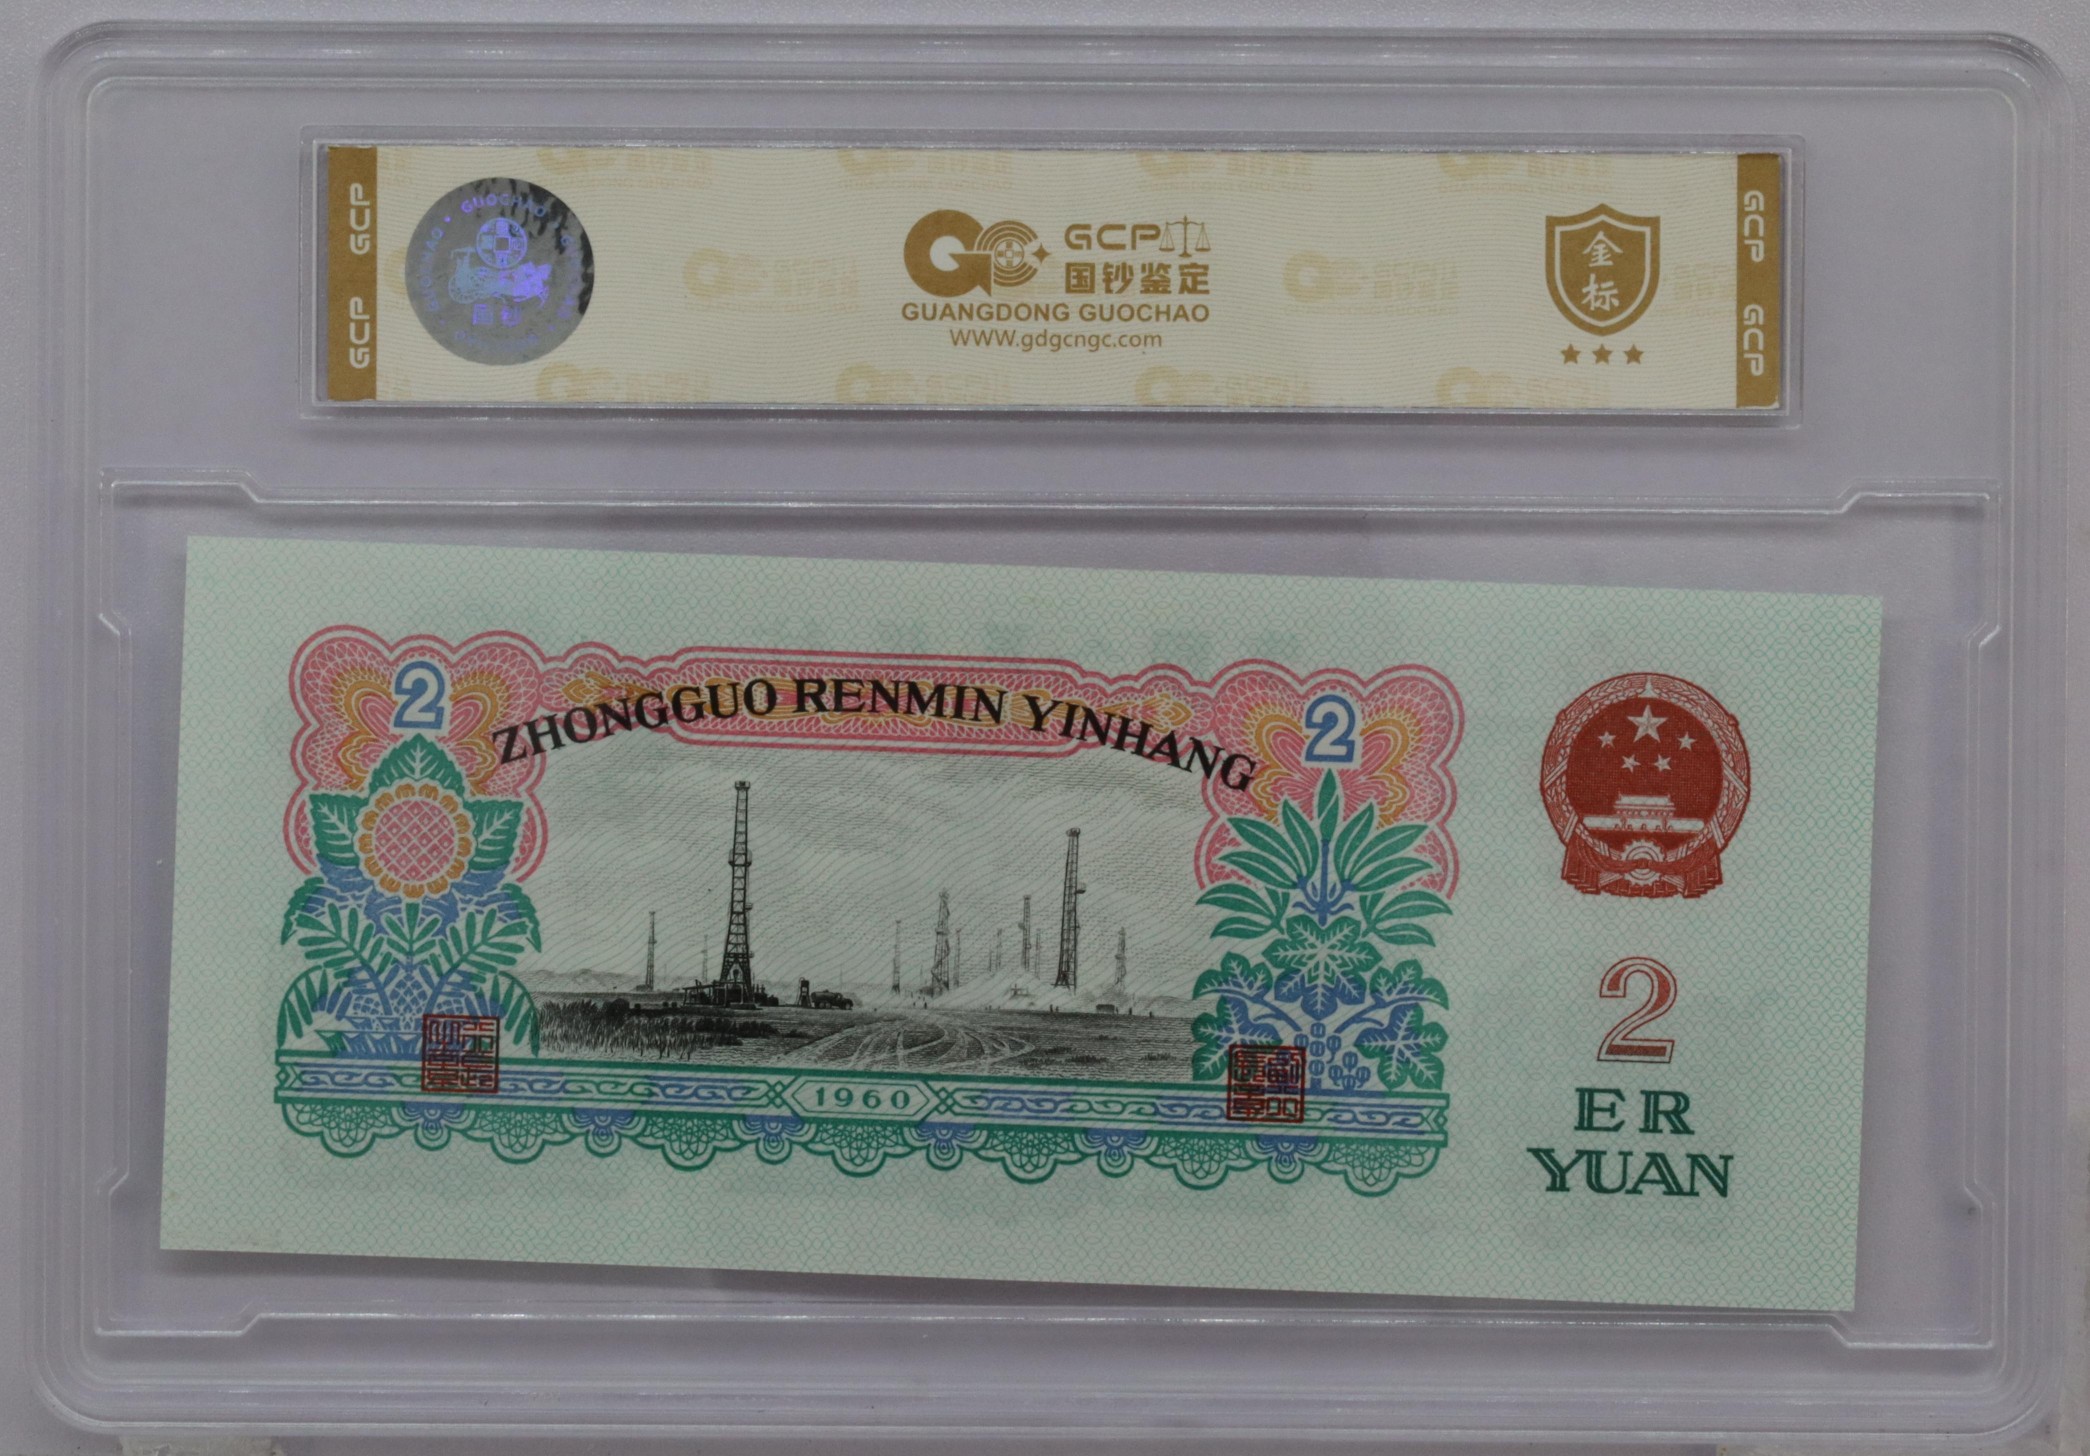 GCP GCP
GUOCHAO
GCP
国钞鉴定
GUANGDONG GUOCHAO
WWW.gdgcngc.com
金
标
GCP GCP
2
ZHONGGUO RENMIN YINHANG
2
1960
2
ER
YUAN